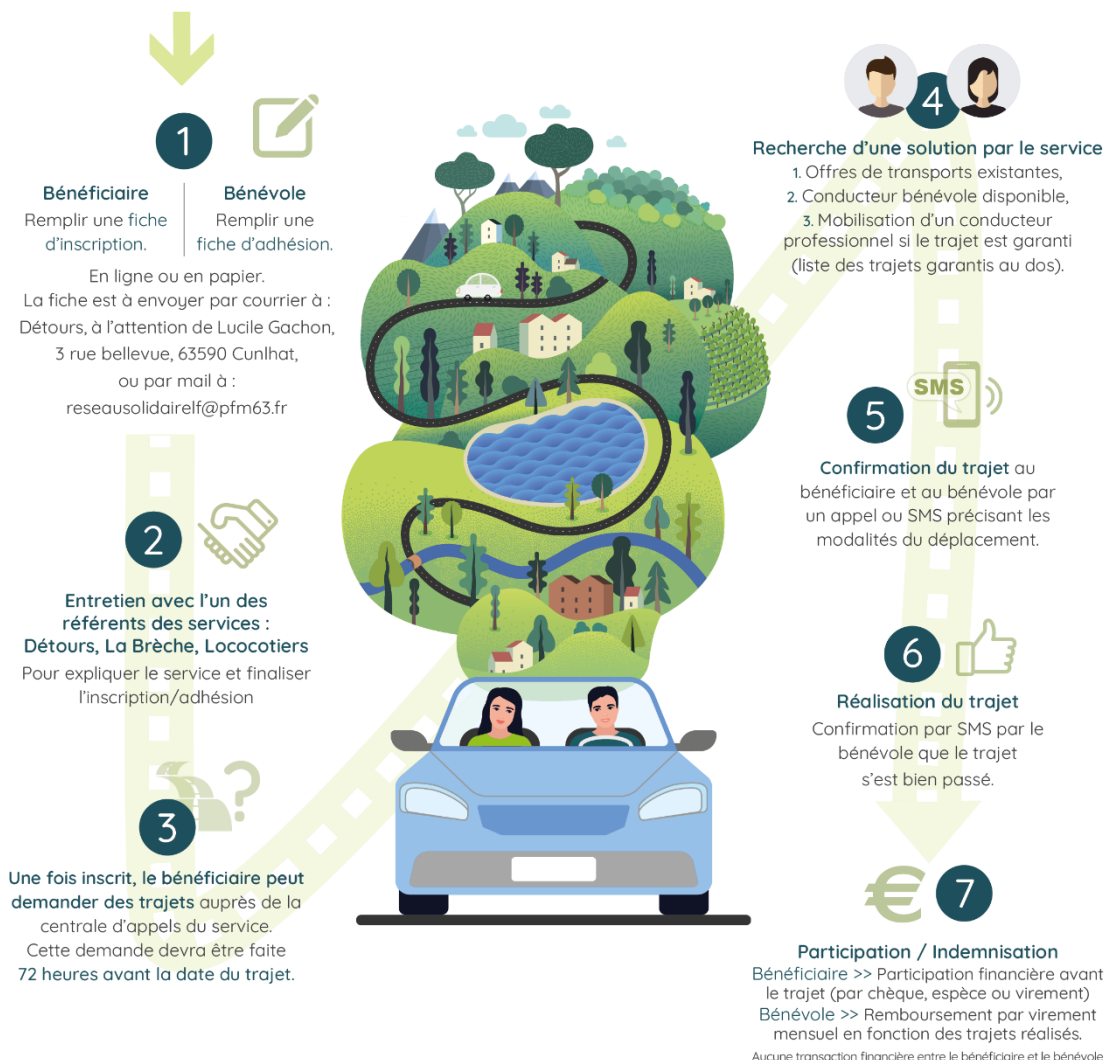 1
Bénéficiaire
Remplir une fiche
d'inscription.
Bénévole
Remplir une
fiche d'adhésion.
En ligne ou en papier.
La fiche est à envoyer par courrier à :
Détours, à l'attention de Lucile Gachon,
3 rue bellevue, 63590 Cunlhat,
ou par mail à :
reseausolidairelf@pfm63.fr
2
Entretien avec l'un des
référents des services :
Détours, La Brèche, Lococotiers
Pour expliquer le service et finaliser
l'inscription/adhésion
?
3
Une fois inscrit, le bénéficiaire peut
demander des trajets auprès de la
centrale d'appels du service.
Cette demande devra être faite
72 heures avant la date du trajet.
4
Recherche d'une solution par le service
1. Offres de transports existantes,
2. Conducteur bénévole disponible,
3. Mobilisation d'un conducteur
professionnel si le trajet est garanti
(liste des trajets garantis au dos).
SMS
5
Confirmation du trajet au
bénéficiaire et au bénévole par
un appel ou SMS précisant les
modalités du déplacement.
6
Réalisation du trajet
Confirmation par SMS par le
bénévole que le trajet
s'est bien passé.
€ 7
Participation / Indemnisation
Bénéficiaire >> Participation financière avant
le trajet (par chèque, espèce ou virement)
Bénévole >> Remboursement par virement
mensuel en fonction des trajets réalisés.
Aucune transaction financière entre le bénéficiaire et le bénévole